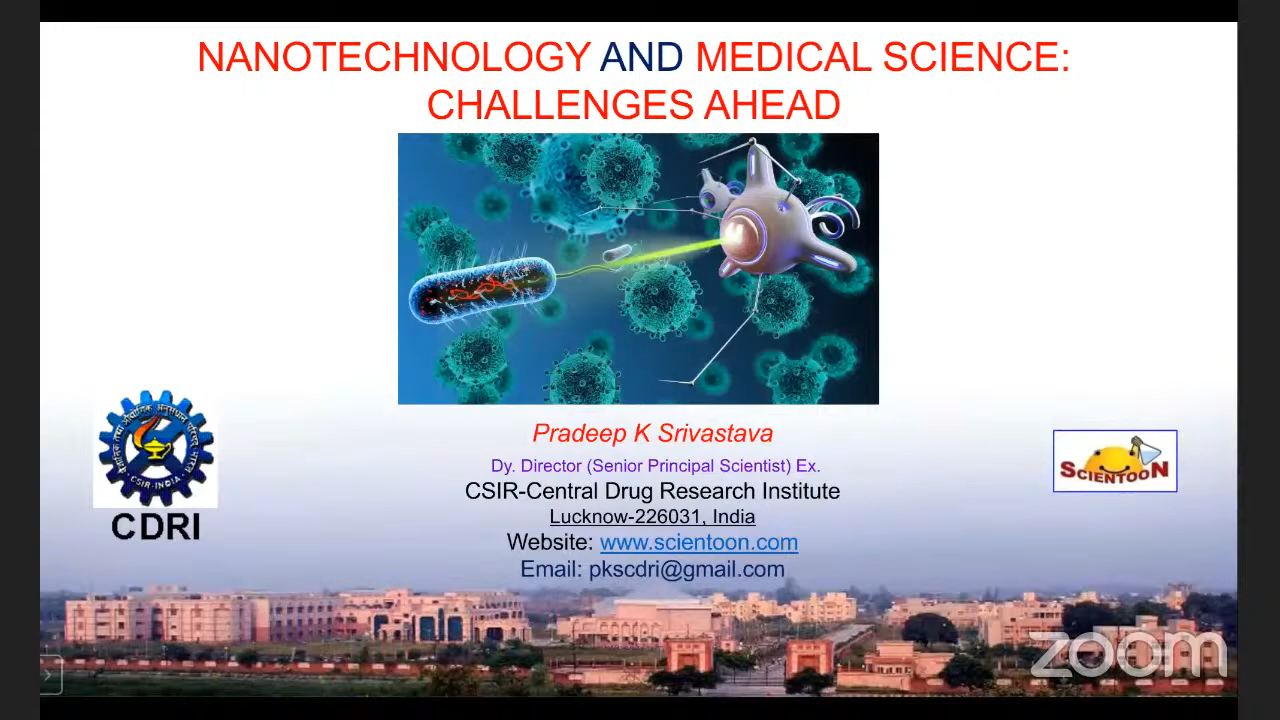 NANOTECHNOLOGY AND MEDICAL SCIENCE:
CHALLENGES AHEAD
Pradeep K Srivastava
Dy. Director (Senior Principal Scientist) Ex.
CSIR-Central Drug Research Institute
Lucknow-226031, India
Website: www.scientoon.com
Email: pkscdri@gmail.com
CSIR-INDIA
CDRI
SCIENTOON
zoom